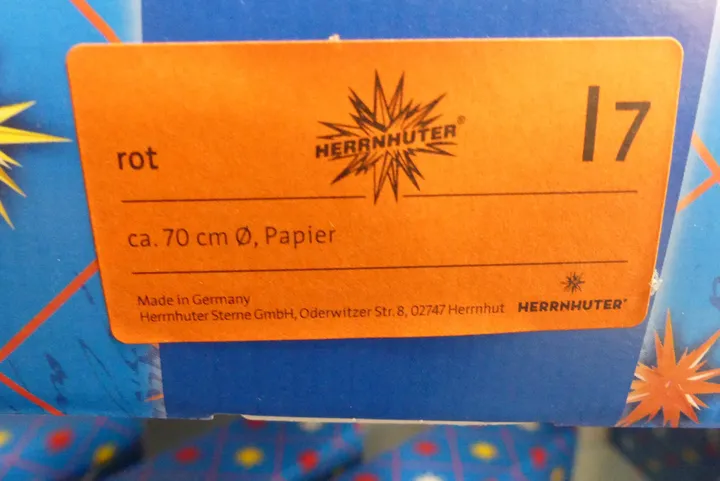 rot
HERRNHUTER®
I7
ca. 70 cm Ø, Papier
Made in Germany
Herrnhuter Sterne GmbH, Oderwitzer Str. 8, 02747 Herrnhut
HERRNHUTER®